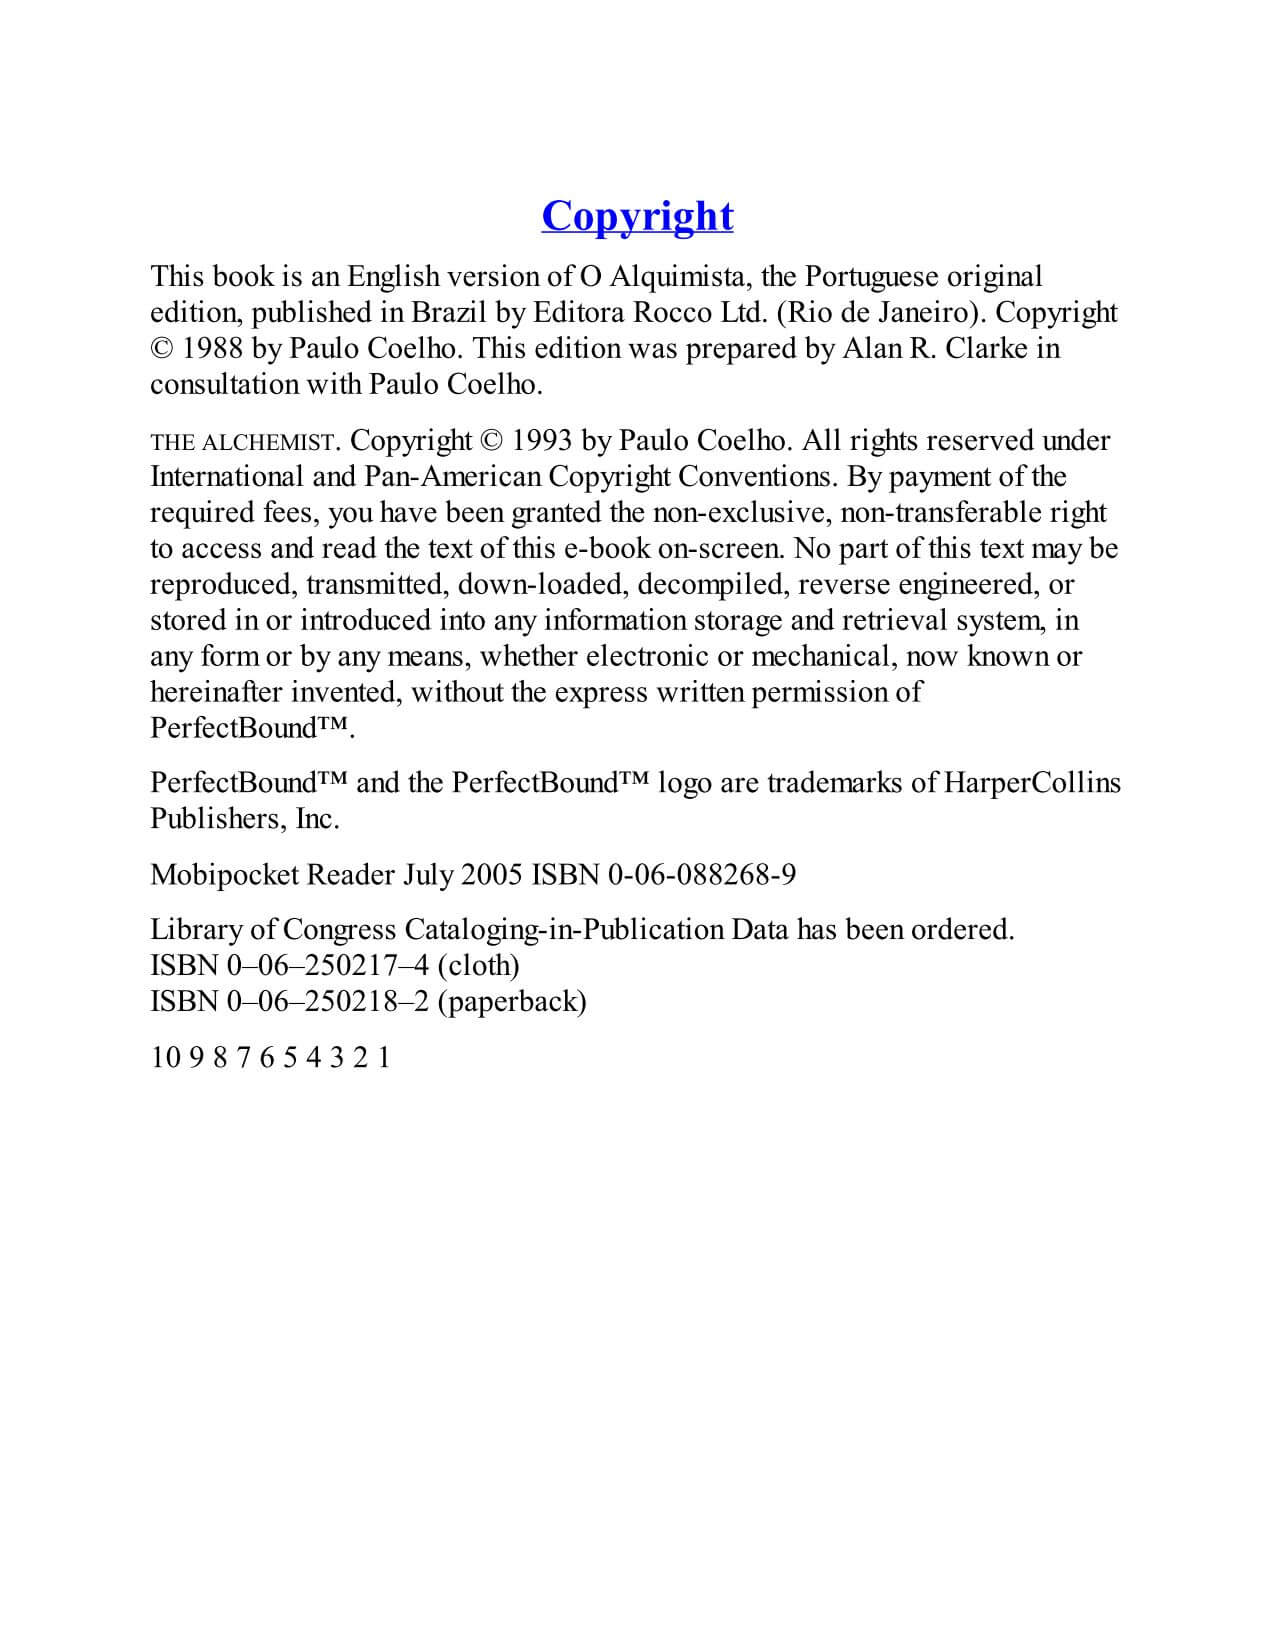 Copyright
This book is an English version of O Alquimista, the Portuguese original
edition, published in Brazil by Editora Rocco Ltd. (Rio de Janeiro). Copyright
© 1988 by Paulo Coelho. This edition was prepared by Alan R. Clarke in
consultation with Paulo Coelho.
THE ALCHEMIST. Copyright © 1993 by Paulo Coelho. All rights reserved under
International and Pan-American Copyright Conventions. By payment of the
required fees, you have been granted the non-exclusive, non-transferable right
to access and read the text of this e-book on-screen. No part of this text may be
reproduced, transmitted, down-loaded, decompiled, reverse engineered, or
stored in or introduced into any information storage and retrieval system, in
any form or by any means, whether electronic or mechanical, now known or
hereinafter invented, without the express written permission of
PerfectBound™.
PerfectBound™ and the PerfectBound™ logo are trademarks of HarperCollins
Publishers, Inc.
Mobipocket Reader July 2005 ISBN 0-06-088268-9
Library of Congress Cataloging-in-Publication Data has been ordered.
ISBN 0–06–250217–4 (cloth)
ISBN 0–06–250218–2 (paperback)
10 9 8 7 6 5 4 3 2 1